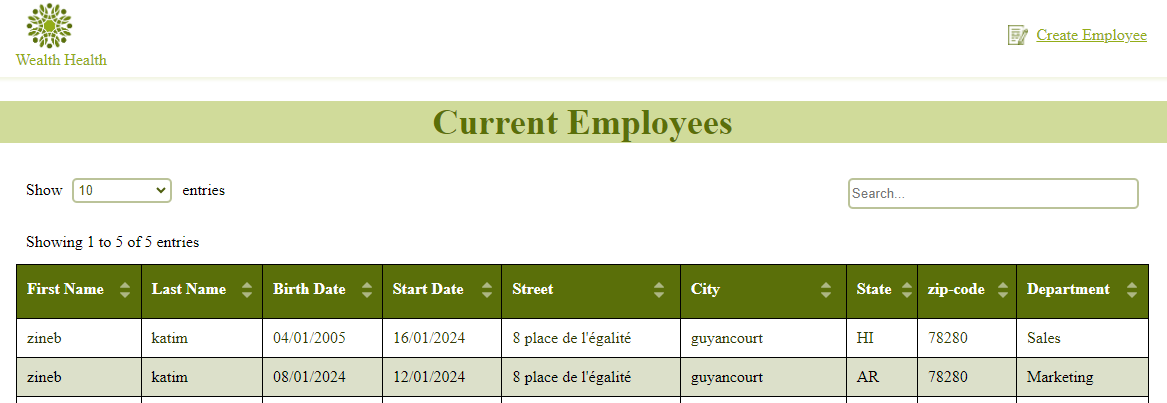 Wealth Health
Create Employee
Current Employees
Show 10 entries
Search...
Showing 1 to 5 of 5 entries
First Name Last Name Birth Date Start Date Street City State zip-code Department
zineb katim 04/01/2005 16/01/2024 8 place de l'égalité guyancourt HI 78280 Sales
zineb katim 08/01/2024 12/01/2024 8 place de l'égalité guyancourt AR 78280 Marketing